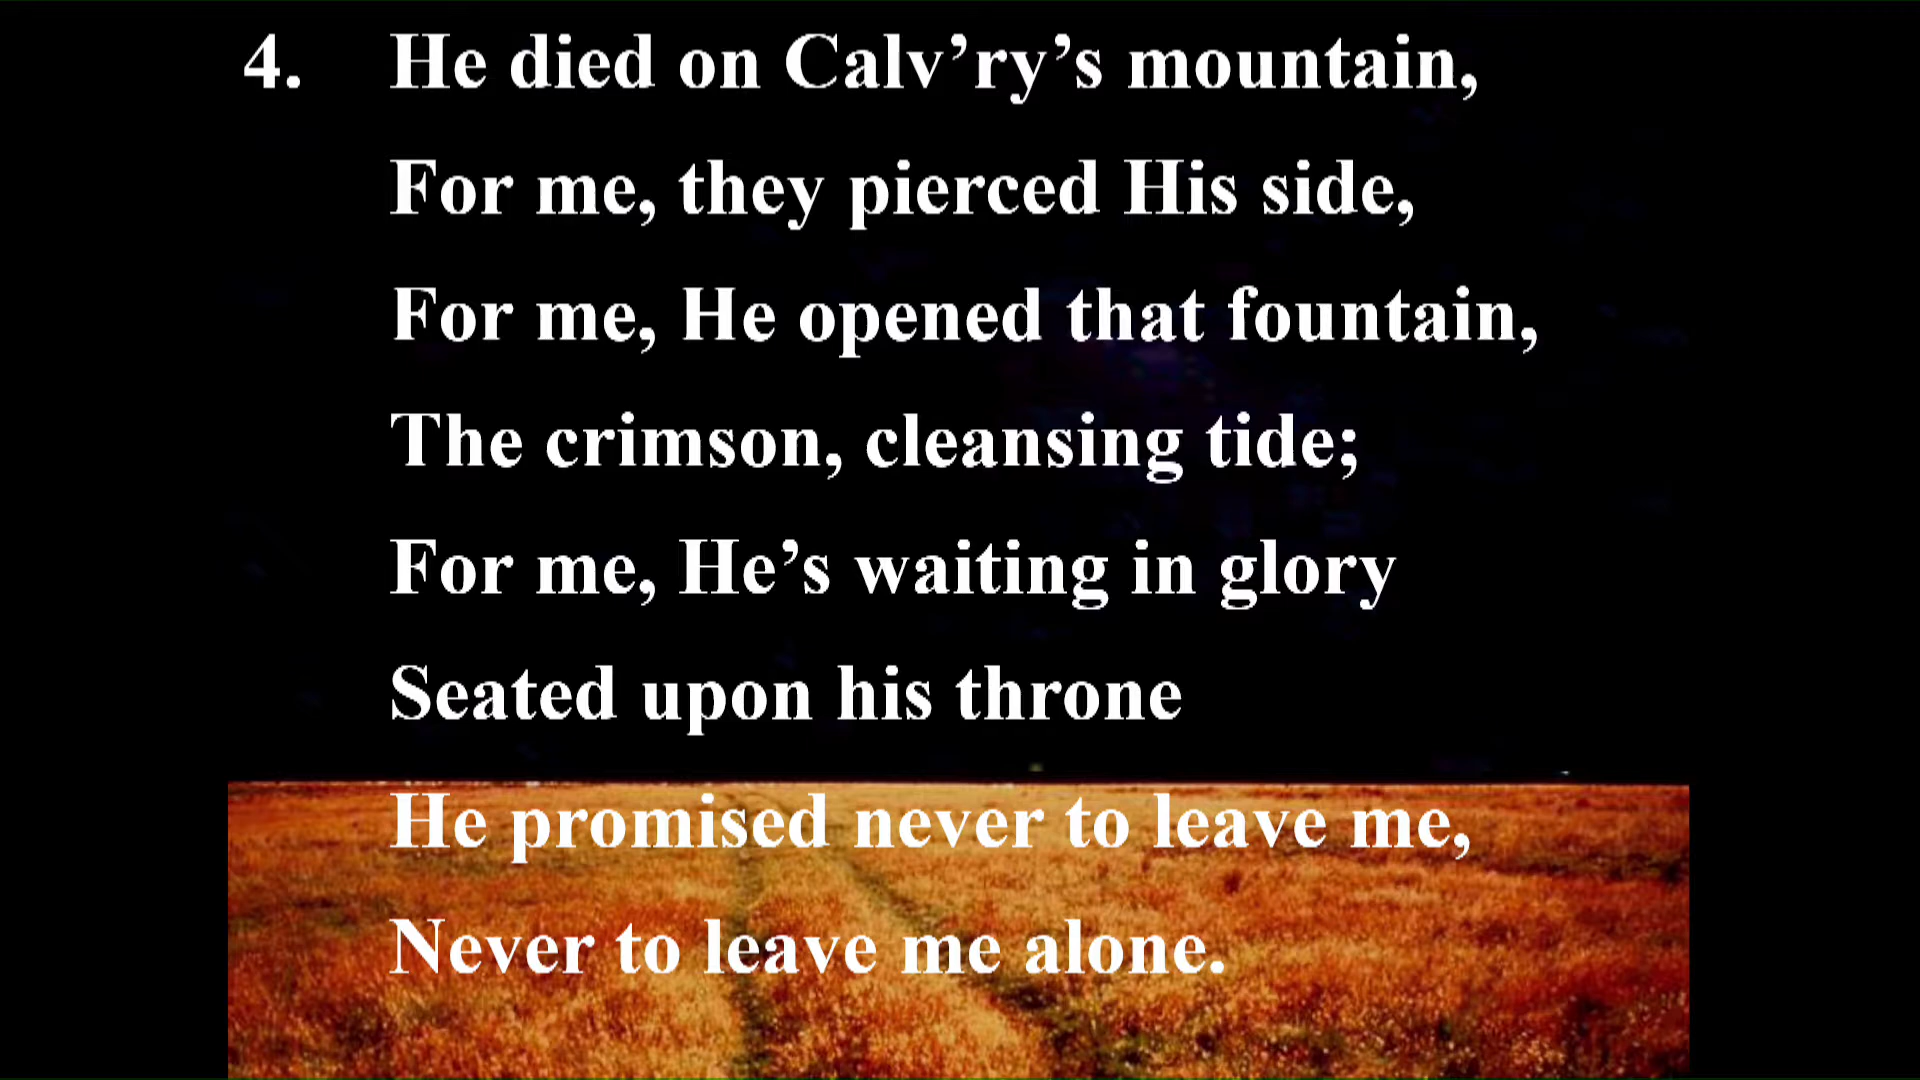 4. He died on Calv’ry’s mountain,
For me, they pierced His side,
For me, He opened that fountain,
The crimson, cleansing tide;
For me, He’s waiting in glory
Seated upon his throne
He promised never to leave me,
Never to leave me alone.